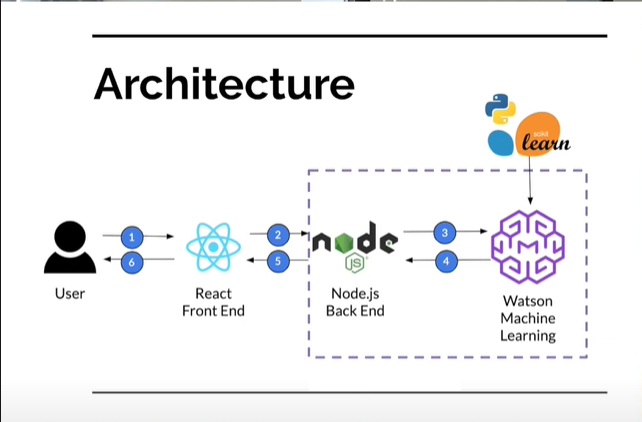 Architecture
scikit
learn
1
2
3
6
5
4
node
JS
M
User
React
Front End
Node.js
Back End
Watson
Machine
Learning